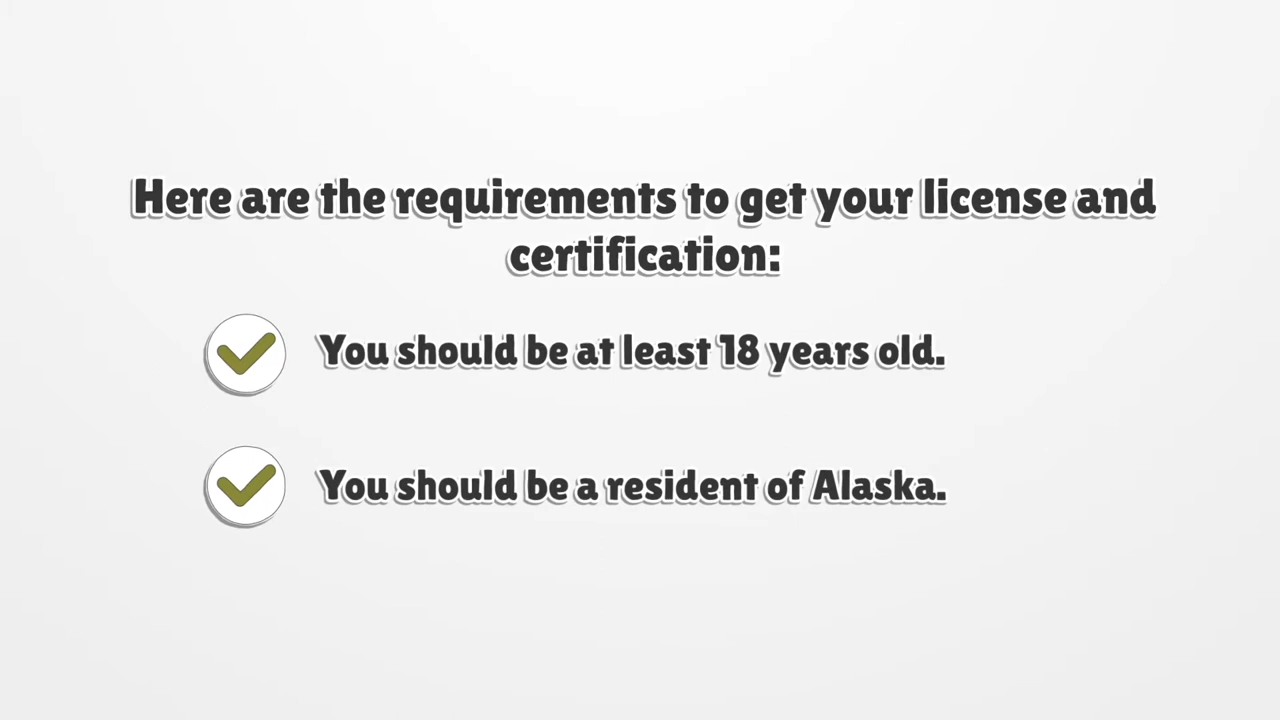 Here are the requirements to get your license and
certification:
You should be at least 18 years old.
You should be a resident of Alaska.